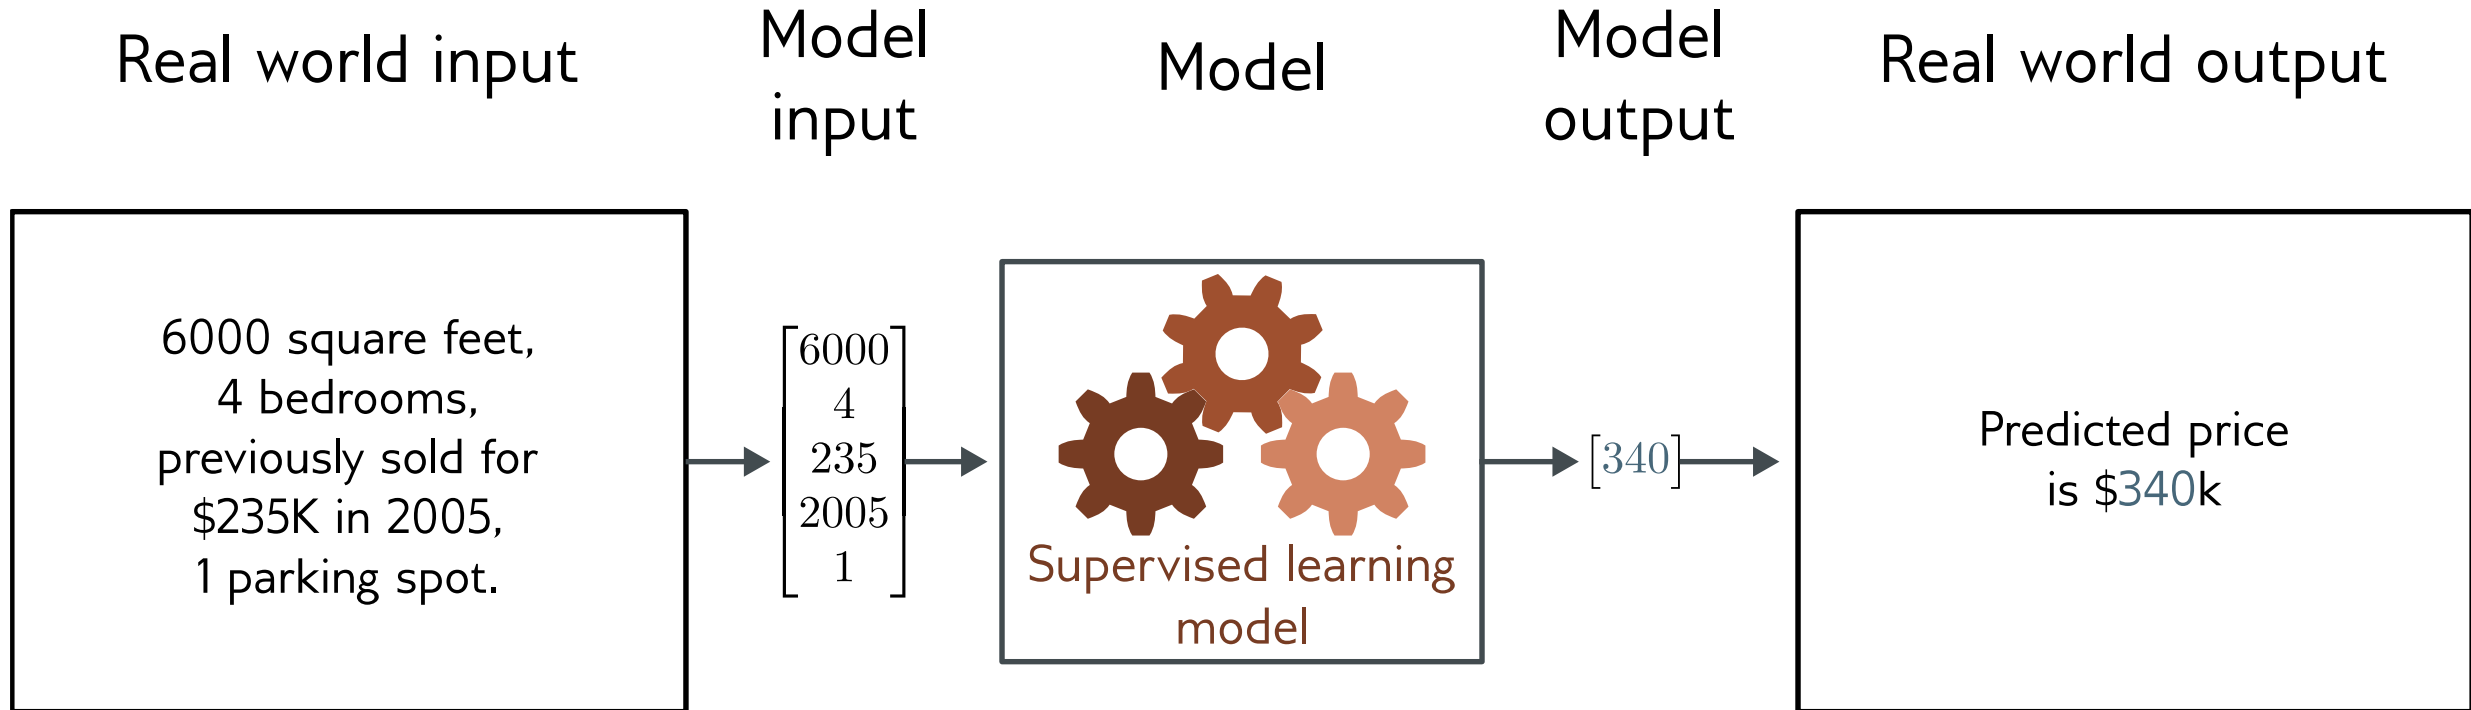 Real world input
Model
input
Model
Model
output
Real world output
6000 square feet,
4 bedrooms,
previously sold for
$235K in 2005,
1 parking spot.
6000
4
235
2005
1
Supervised learning
model
[340]
Predicted price
is $340k